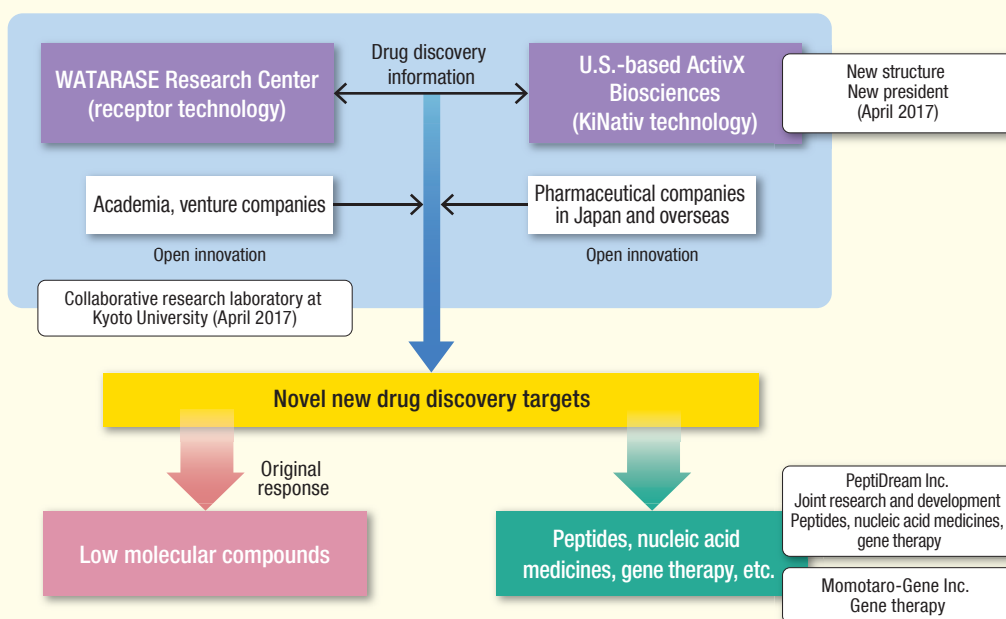 WATARASE Research Center
(receptor technology)
Drug discovery
information
U.S.-based ActivX
Biosciences
(KiNativ technology)
New structure
New president
(April 2017)
Academia, venture companies
Pharmaceutical companies
in Japan and overseas
Open innovation
Open innovation
Collaborative research laboratory at
Kyoto University (April 2017)
Novel new drug discovery targets
Original
response
Low molecular compounds
Peptides, nucleic acid
medicines, gene therapy, etc.
PeptiDream Inc.
Joint research and development
Peptides, nucleic acid medicines,
gene therapy
Momotaro-Gene Inc.
Gene therapy